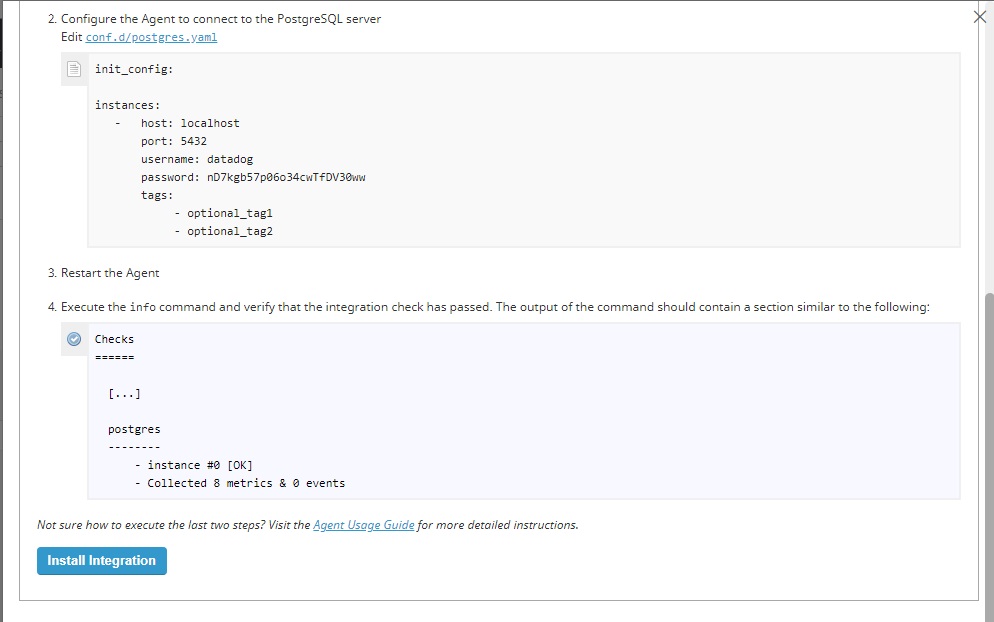 2. Configure the Agent to connect to the PostgreSQL server
Edit conf.d/postgres.yaml
init_config:
instances:
- host: localhost
port: 5432
username: datadog
password: nD7kgb57p06o34cwTfDV30ww
tags:
- optional_tag1
- optional_tag2
3. Restart the Agent
4. Execute the info command and verify that the integration check has passed. The output of the command should contain a section similar to the following:
Checks
======
[...]
postgres
--------
- instance #0 [OK]
- Collected 8 metrics & 0 events
Not sure how to execute the last two steps? Visit the Agent Usage Guide for more detailed instructions.
Install Integration